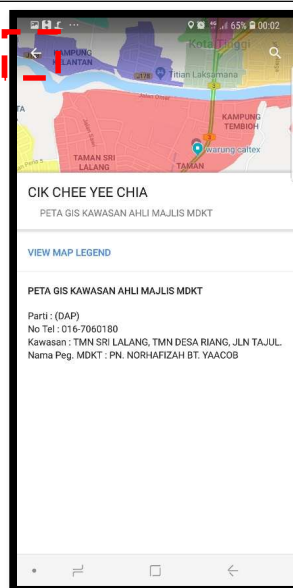 65% 00:02
Kota Tinggi
KAMPUNG
KELANTAN
Titian Laksamana
Jalan Omar
KAMPUNG
TEMBIOH
warung caltex
TAMAN SRI
LALANG
TAMAN
CIK CHEE YEE CHIA
PETA GIS KAWASAN AHLI MAJLIS MDKT
VIEW MAP LEGEND
PETA GIS KAWASAN AHLI MAJLIS MDKT
Parti : (DAP)
No Tel : 016-7060180
Kawasan : TMN SRI LALANG, TMN DESA RIANG, JLN TAJUL.
Nama Peg. MDKT : PN. NORHAFIZAH BT. YAACOB